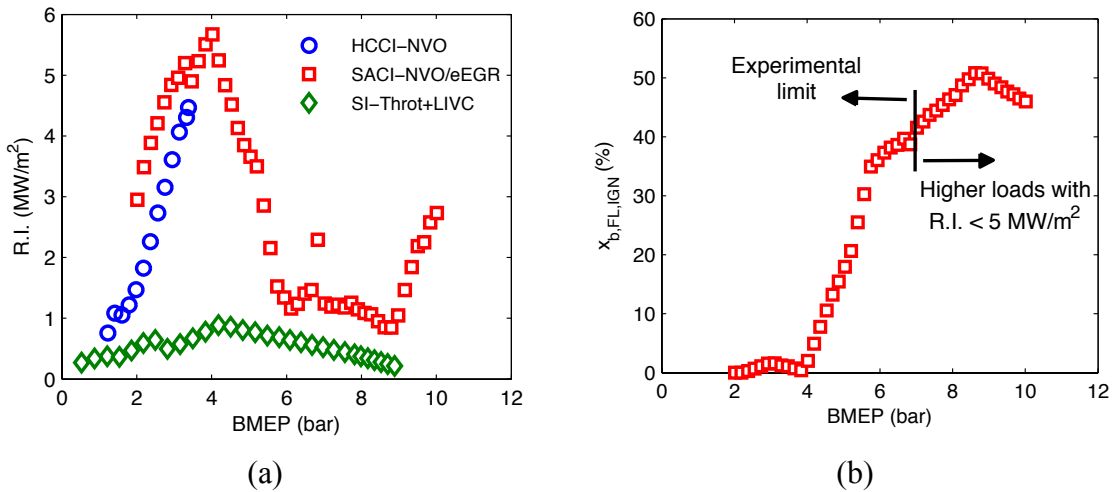 6
5
4
3
2
1
0
R.I. (MW/m²)
HCCI−NVO
SACI−NVO/eEGR
SI−Throt+LIVC
0 2 4 6 8 10 12
BMEP (bar)
(a)
60
50
40
30
20
10
0
x_b,FL,IGN (%)
Experimental
limit
Higher loads with
R.I. < 5 MW/m²
0 2 4 6 8 10 12
BMEP (bar)
(b)